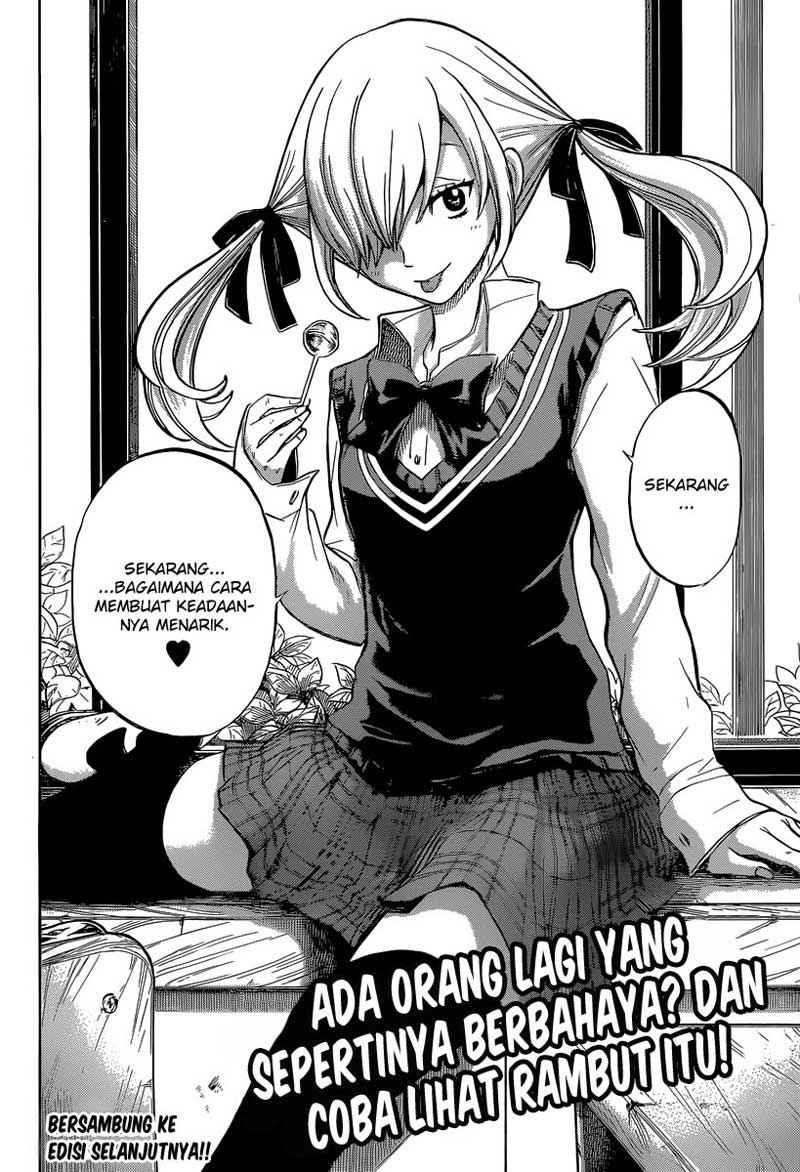 SEKARANG
...
SEKARANG...
...BAGAIMANA CARA
MEMBUAT KEADAAN-
NYA MENARIK.
♥
ADA ORANG LAGI YANG
SEPERTINYA BERBAHAYA? DAN
COBA LIHAT RAMBUT ITU!
BERSAMBUNG KE
EDISI SELANJUTNYA!!